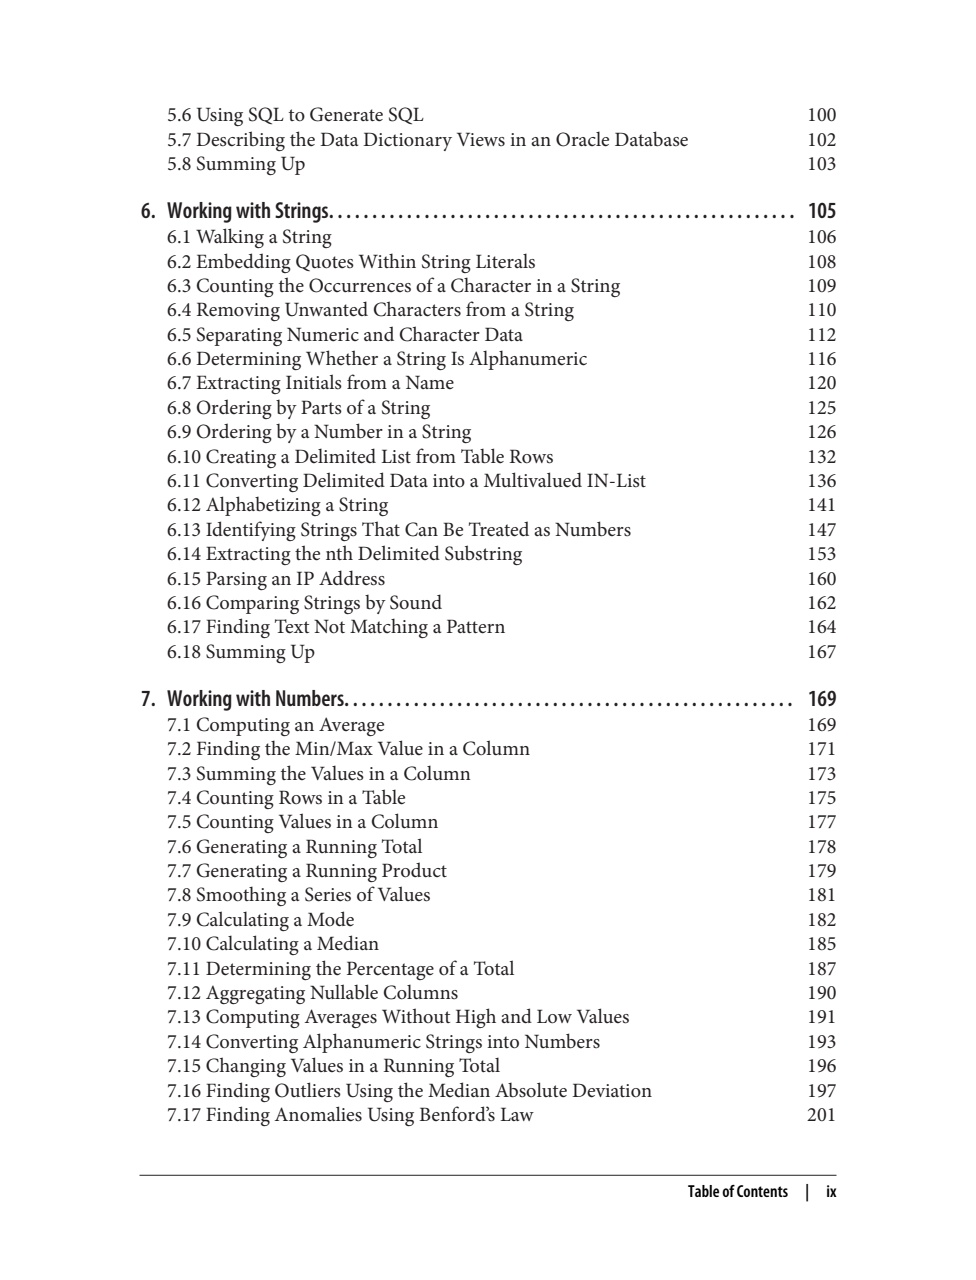 5.6 Using SQL to Generate SQL 100
5.7 Describing the Data Dictionary Views in an Oracle Database 102
5.8 Summing Up 103
6. Working with Strings. . . . . . . . . . . . . . . . . . . . . . . . . . . . . . . . . . . . . . . . . . . . . . . . . . . . . . 105
6.1 Walking a String 106
6.2 Embedding Quotes Within String Literals 108
6.3 Counting the Occurrences of a Character in a String 109
6.4 Removing Unwanted Characters from a String 110
6.5 Separating Numeric and Character Data 112
6.6 Determining Whether a String Is Alphanumeric 116
6.7 Extracting Initials from a Name 120
6.8 Ordering by Parts of a String 125
6.9 Ordering by a Number in a String 126
6.10 Creating a Delimited List from Table Rows 132
6.11 Converting Delimited Data into a Multivalued IN-List 136
6.12 Alphabetizing a String 141
6.13 Identifying Strings That Can Be Treated as Numbers 147
6.14 Extracting the nth Delimited Substring 153
6.15 Parsing an IP Address 160
6.16 Comparing Strings by Sound 162
6.17 Finding Text Not Matching a Pattern 164
6.18 Summing Up 167
7. Working with Numbers. . . . . . . . . . . . . . . . . . . . . . . . . . . . . . . . . . . . . . . . . . . . . . . . . . . . 169
7.1 Computing an Average 169
7.2 Finding the Min/Max Value in a Column 171
7.3 Summing the Values in a Column 173
7.4 Counting Rows in a Table 175
7.5 Counting Values in a Column 177
7.6 Generating a Running Total 178
7.7 Generating a Running Product 179
7.8 Smoothing a Series of Values 181
7.9 Calculating a Mode 182
7.10 Calculating a Median 185
7.11 Determining the Percentage of a Total 187
7.12 Aggregating Nullable Columns 190
7.13 Computing Averages Without High and Low Values 191
7.14 Converting Alphanumeric Strings into Numbers 193
7.15 Changing Values in a Running Total 196
7.16 Finding Outliers Using the Median Absolute Deviation 197
7.17 Finding Anomalies Using Benford’s Law 201
Table of Contents | ix